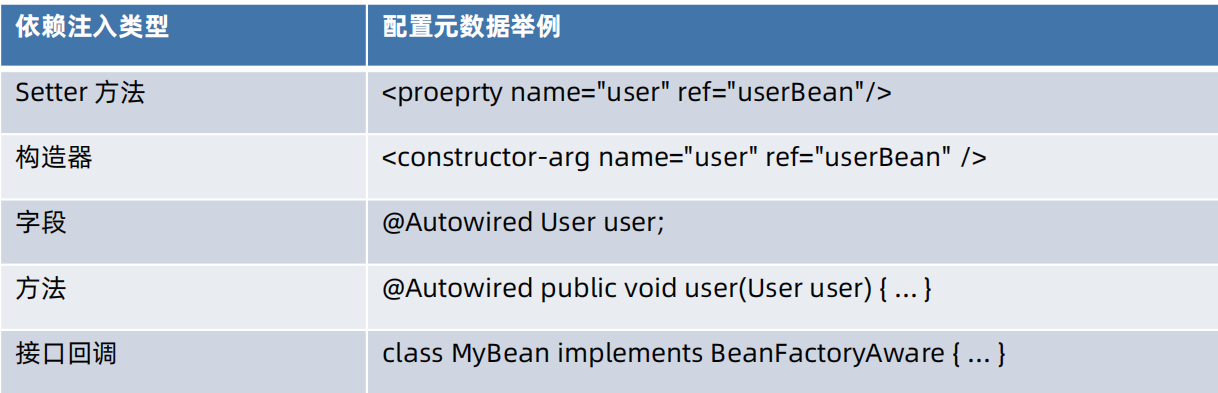 依赖注入类型 配置元数据举例
Setter 方法 <proeprty name="user" ref="userBean"/>
构造器 <constructor-arg name="user" ref="userBean" />
字段 @Autowired User user;
方法 @Autowired public void user(User user) { ... }
接口回调 class MyBean implements BeanFactoryAware { ... }